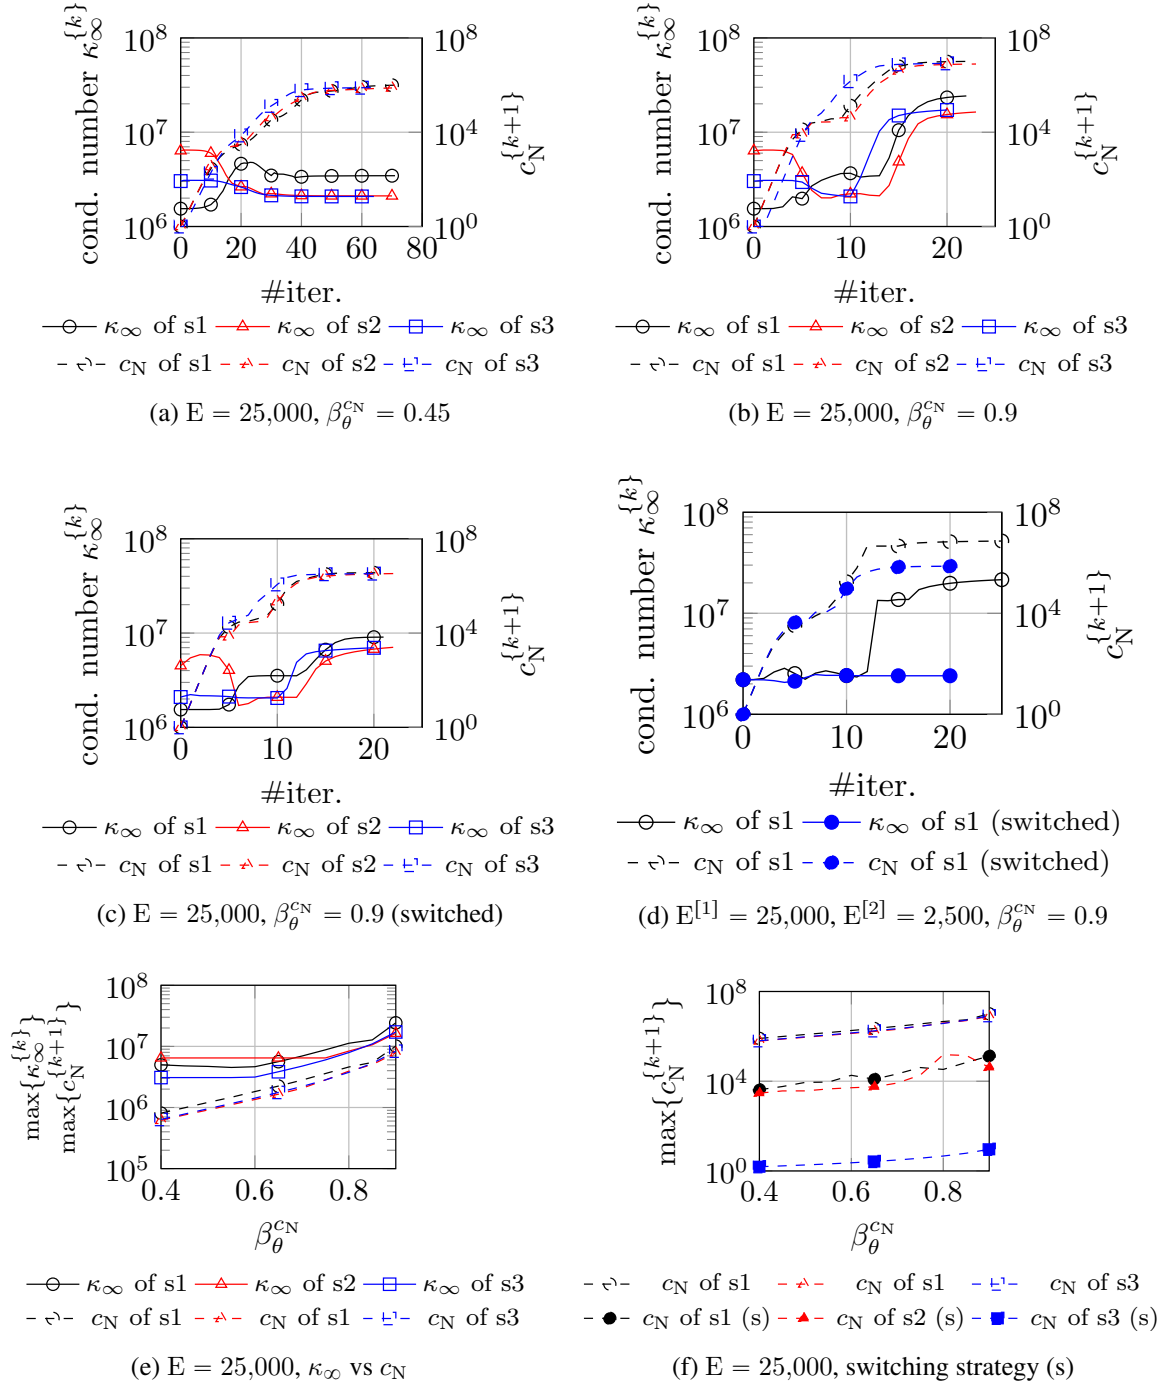 cond. number κ∞^{k}
10^8
10^7
10^6
10^8
10^4
10^0
c_N^{k+1}
0 20 40 60 80
#iter.
κ∞ of s1 κ∞ of s2 κ∞ of s3
c_N of s1 c_N of s2 c_N of s3
(a) E = 25,000, β_θ^{c_N} = 0.45
cond. number κ∞^{k}
10^8
10^7
10^6
10^8
10^4
10^0
c_N^{k+1}
0 10 20
#iter.
κ∞ of s1 κ∞ of s2 κ∞ of s3
c_N of s1 c_N of s2 c_N of s3
(b) E = 25,000, β_θ^{c_N} = 0.9
cond. number κ∞^{k}
10^8
10^7
10^6
10^8
10^4
10^0
c_N^{k+1}
0 10 20
#iter.
κ∞ of s1 κ∞ of s2 κ∞ of s3
c_N of s1 c_N of s2 c_N of s3
(c) E = 25,000, β_θ^{c_N} = 0.9 (switched)
cond. number κ∞^{k}
10^8
10^7
10^6
10^8
10^4
10^0
c_N^{k+1}
0 10 20
#iter.
κ∞ of s1 κ∞ of s1 (switched)
c_N of s1 c_N of s1 (switched)
(d) E^[1] = 25,000, E^[2] = 2,500, β_θ^{c_N} = 0.9
max{κ∞^{k}}
max{c_N^{k+1}}
10^8
10^7
10^6
10^5
0.4 0.6 0.8
β_θ^{c_N}
κ∞ of s1 κ∞ of s2 κ∞ of s3
c_N of s1 c_N of s1 c_N of s3
(e) E = 25,000, κ∞ vs c_N
max{c_N^{k+1}}
10^8
10^4
10^0
0.4 0.6 0.8
β_θ^{c_N}
c_N of s1 c_N of s1 c_N of s3
c_N of s1 (s) c_N of s2 (s) c_N of s3 (s)
(f) E = 25,000, switching strategy (s)